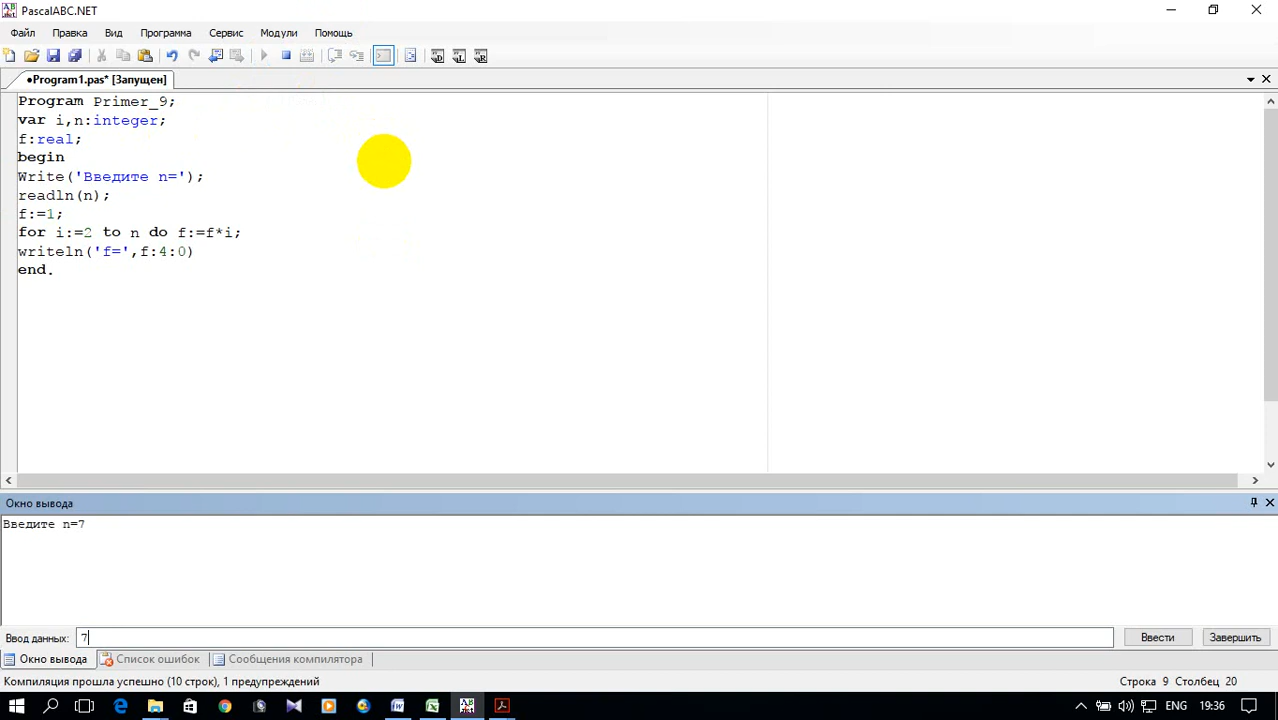 PascalABC.NET
Файл Правка Вид Программа Сервис Модули Помощь
•Program1.pas* [Запущен]
Program Primer_9;
var i,n:integer;
f:real;
begin
Write('Введите n=');
readln(n);
f:=1;
for i:=2 to n do f:=f*i;
writeln('f=',f:4:0)
end.
Окно вывода
Введите n=7
Ввод данных: 7 Ввести Завершить
Окно вывода Список ошибок Сообщения компилятора
Компиляция прошла успешно (10 строк), 1 предупреждений Строка 9 Столбец 20
ENG 19:36